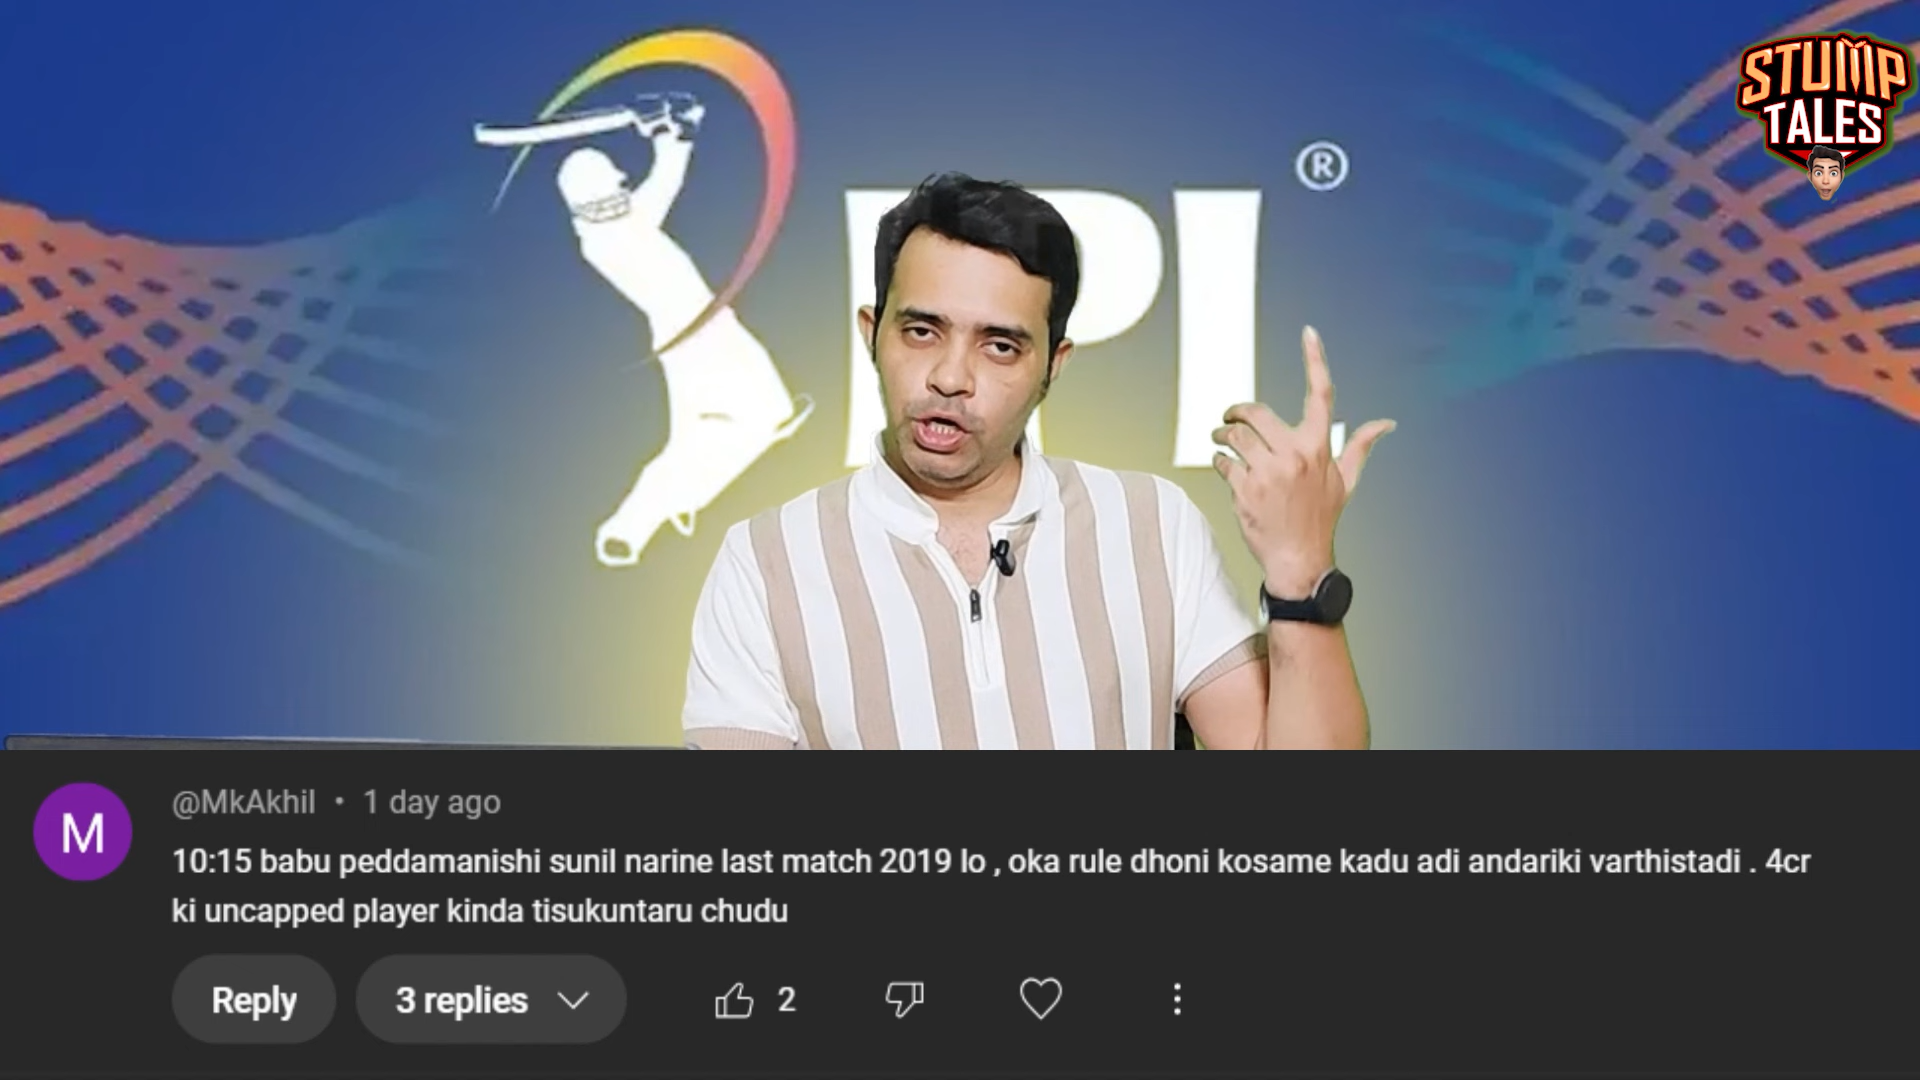 STUMP
TALES
IPL
®
M
@MkAkhil • 1 day ago
10:15 babu peddamanishi sunil narine last match 2019 lo , oka rule dhoni kosame kadu adi andariki varthistadi . 4cr
ki uncapped player kinda tisukuntaru chudu
Reply
3 replies
2